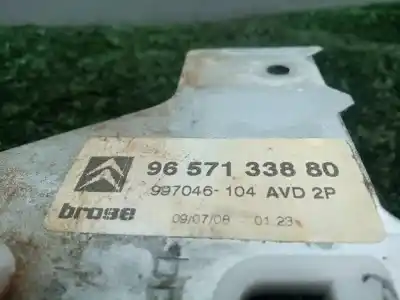 96 571 338 80
997046-104 AVD 2P
brose
09/07/08 01:23